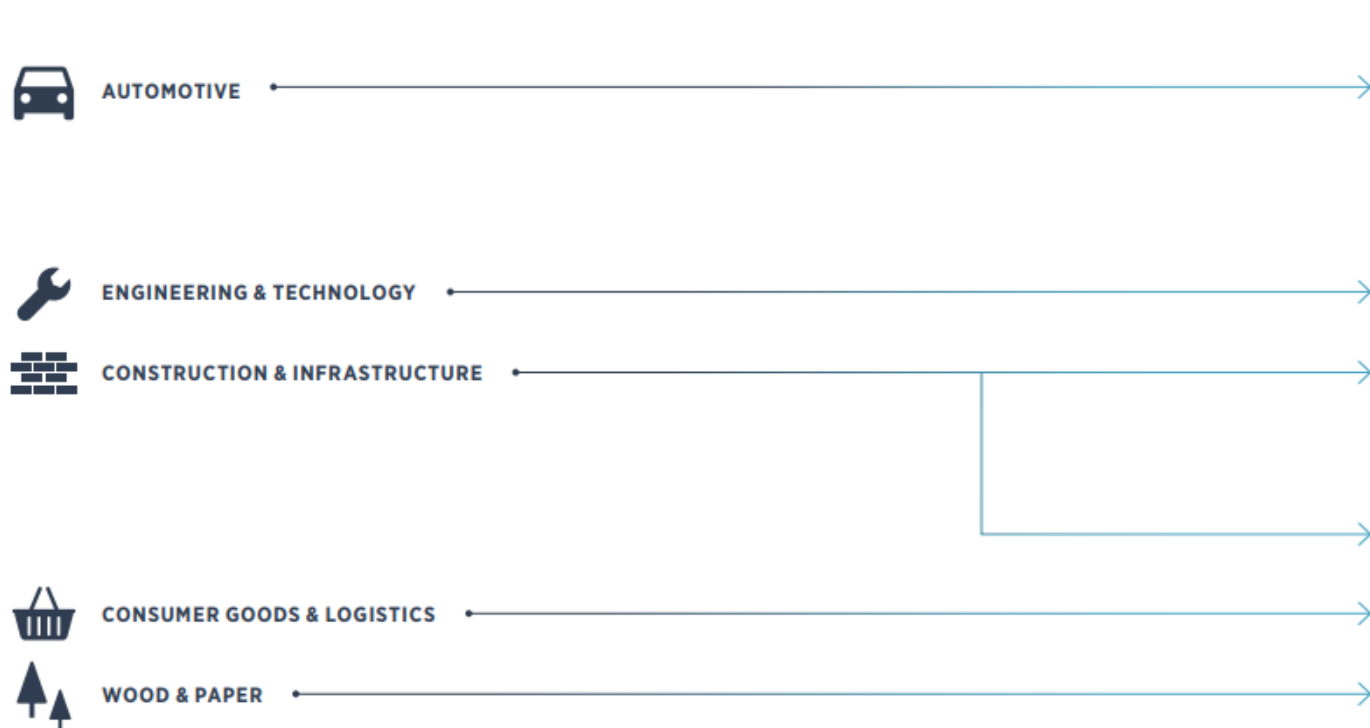 AUTOMOTIVE
ENGINEERING & TECHNOLOGY
CONSTRUCTION & INFRASTRUCTURE
CONSUMER GOODS & LOGISTICS
WOOD & PAPER